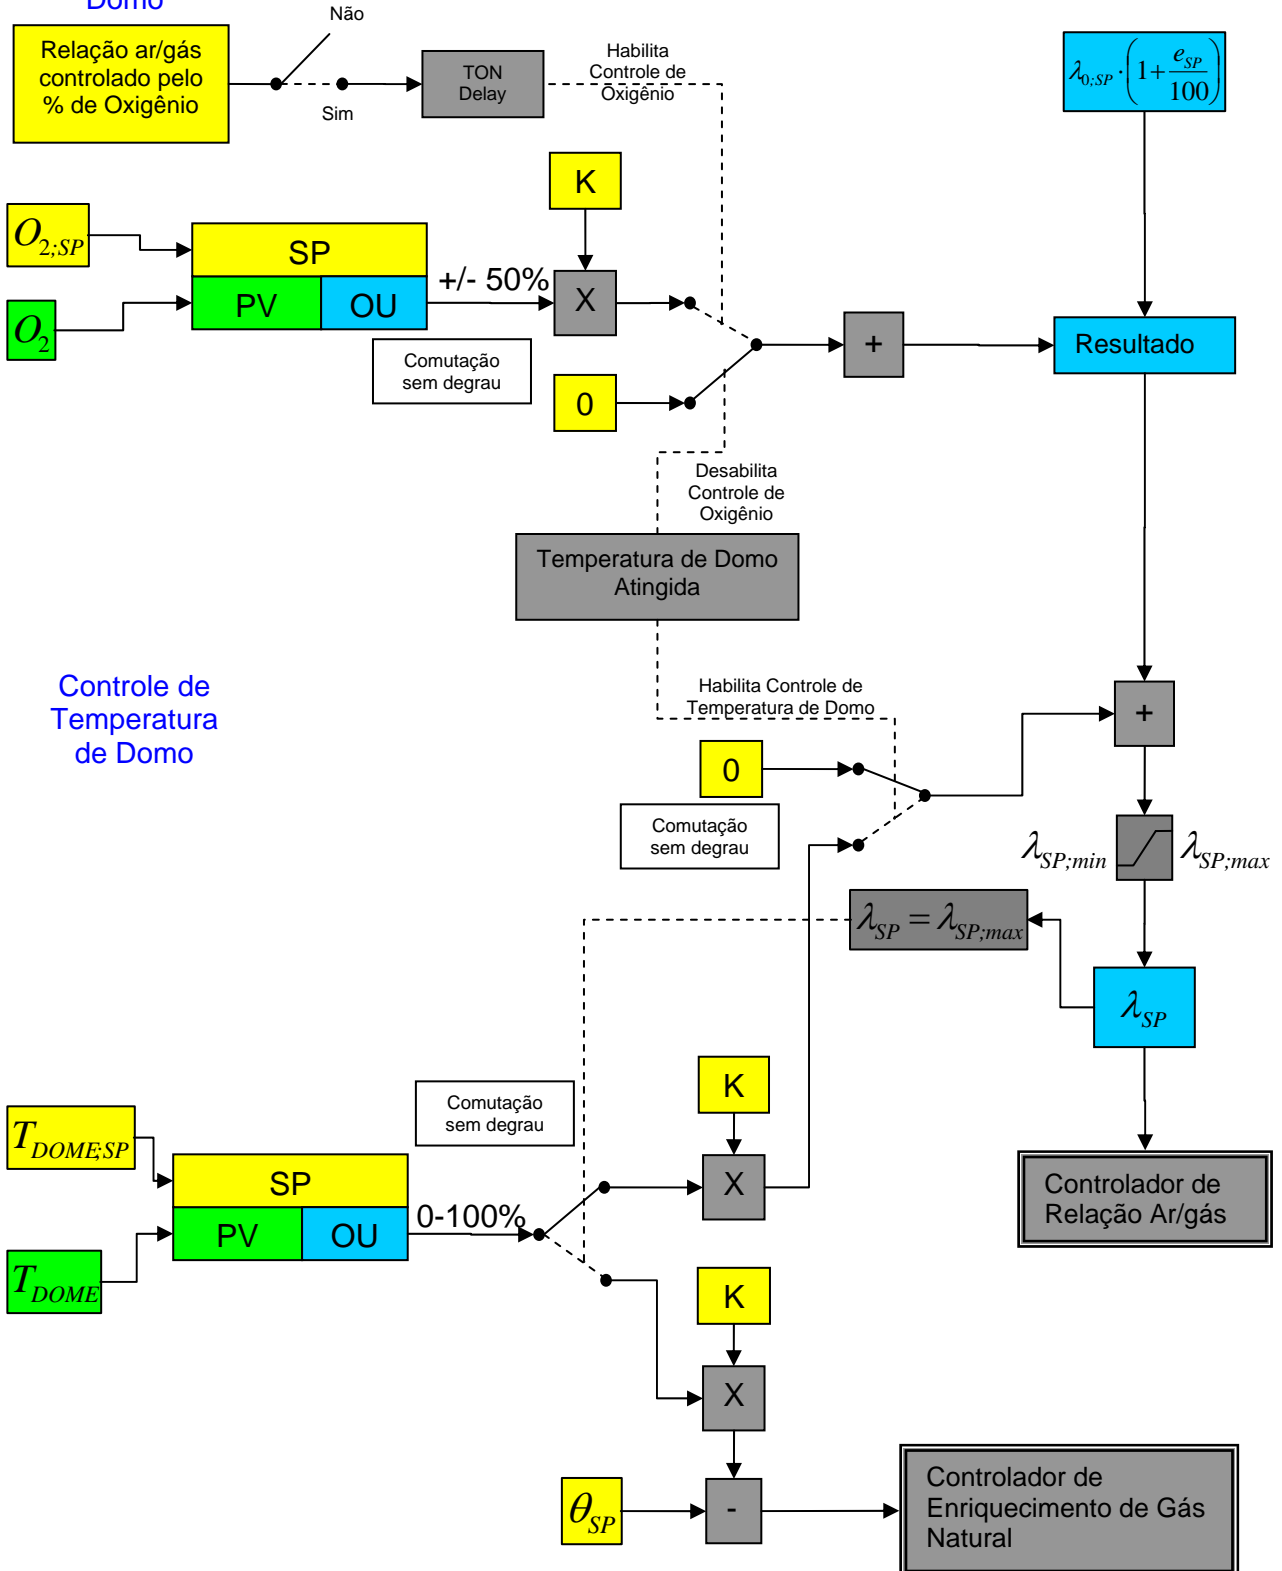 Domo
Não
Relação ar/gás
controlado pelo
% de Oxigênio
Sim
TON
Delay
Habilita
Controle de
Oxigênio
λ0;SP · (1 + eSP/100)
K
O2;SP
SP
PV
OU
+/- 50%
X
O2
Comutação
sem degrau
0
+
Resultado
Desabilita
Controle de
Oxigênio
Temperatura de Domo
Atingida
Controle de
Temperatura
de Domo
Habilita Controle de
Temperatura de Domo
+
0
Comutação
sem degrau
λSP;min
λSP;max
λSP = λSP;max
λSP
K
Comutação
sem degrau
TDOME;SP
SP
PV
OU
0-100%
X
Controlador de
Relação Ar/gás
TDOME
K
X
θSP
-
Controlador de
Enriquecimento de Gás
Natural